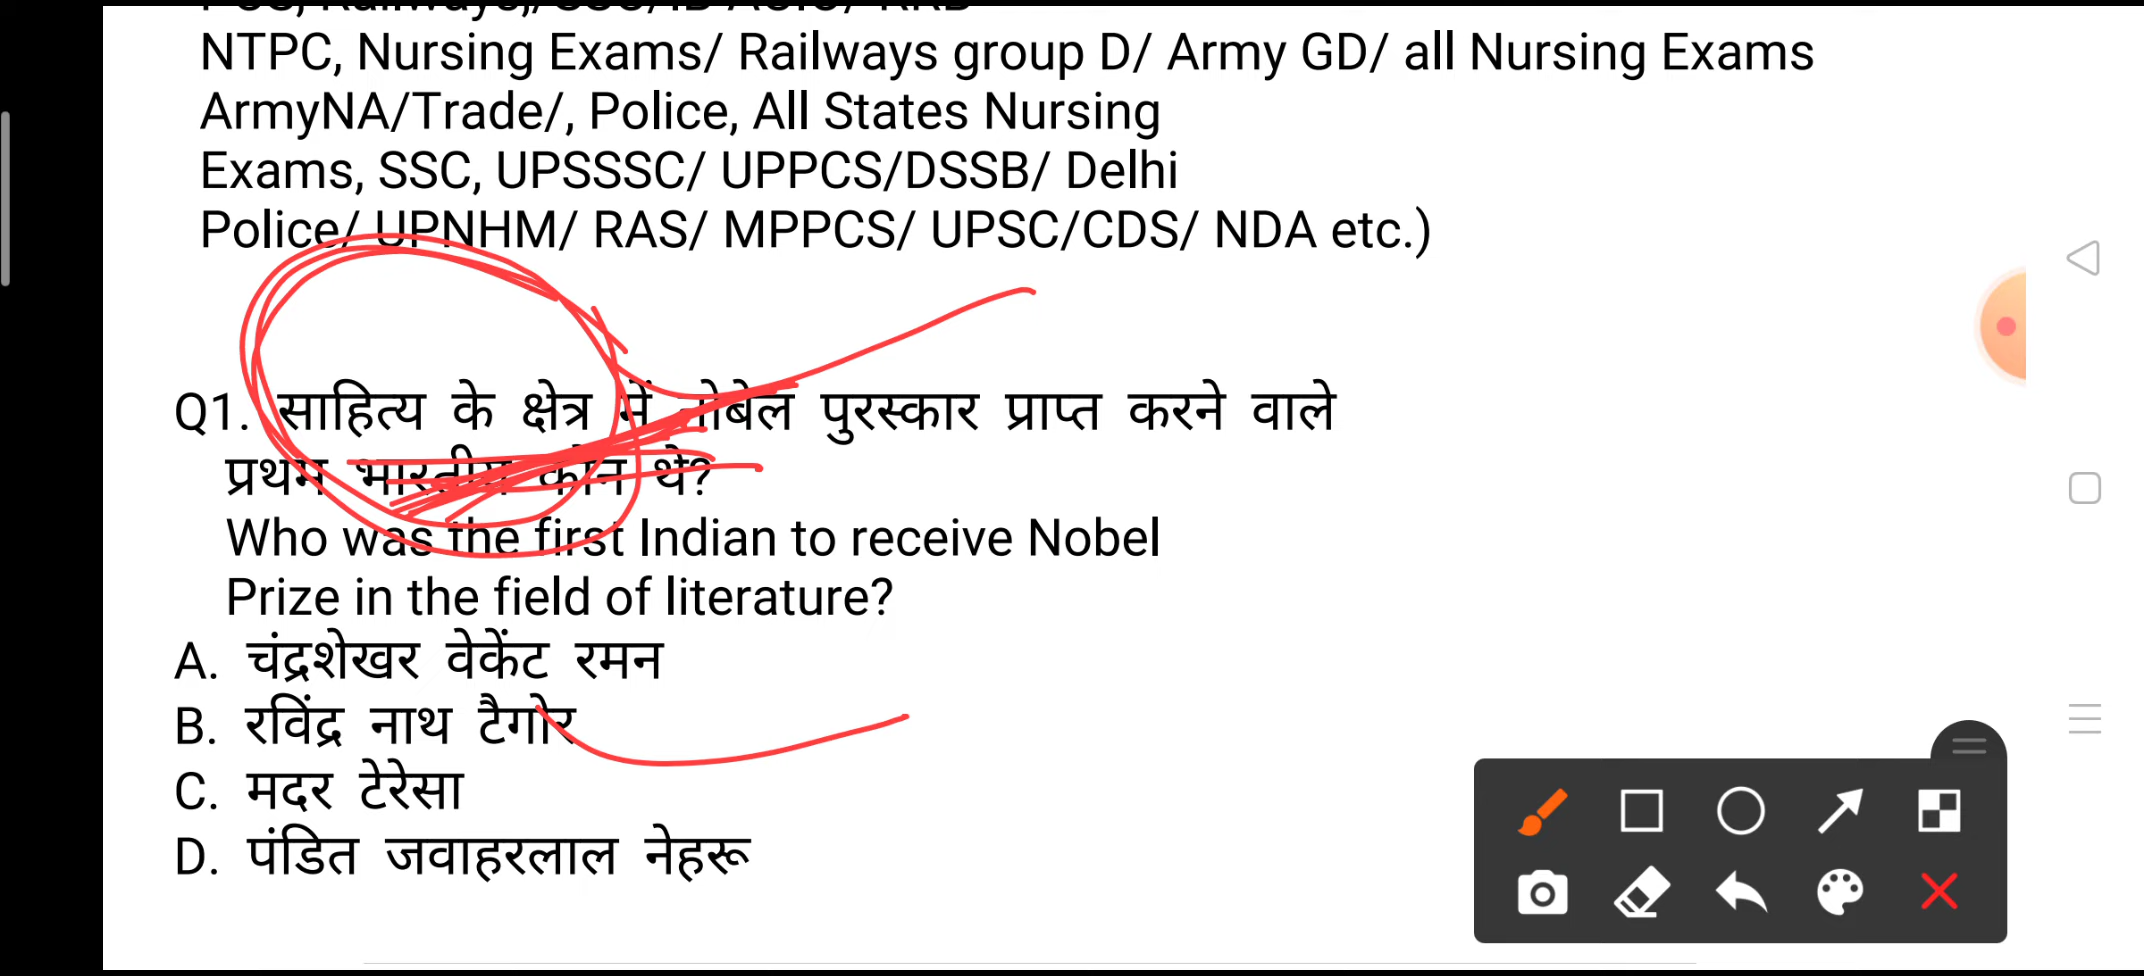 NTPC, Nursing Exams/ Railways group D/ Army GD/ all Nursing Exams
ArmyNA/Trade/, Police, All States Nursing
Exams, SSC, UPSSSC/ UPPCS/DSSB/ Delhi
Police/ UPNHM/ RAS/ MPPCS/ UPSC/CDS/ NDA etc.)
Q1. साहित्य के क्षेत्र में नोबेल पुरस्कार प्राप्त करने वाले
प्रथम भारतीय कौन थे?
Who was the first Indian to receive Nobel
Prize in the field of literature?
A. चंद्रशेखर वेकेंट रमन
B. रविंद्र नाथ टैगोर
C. मदर टेरेसा
D. पंडित जवाहरलाल नेहरू